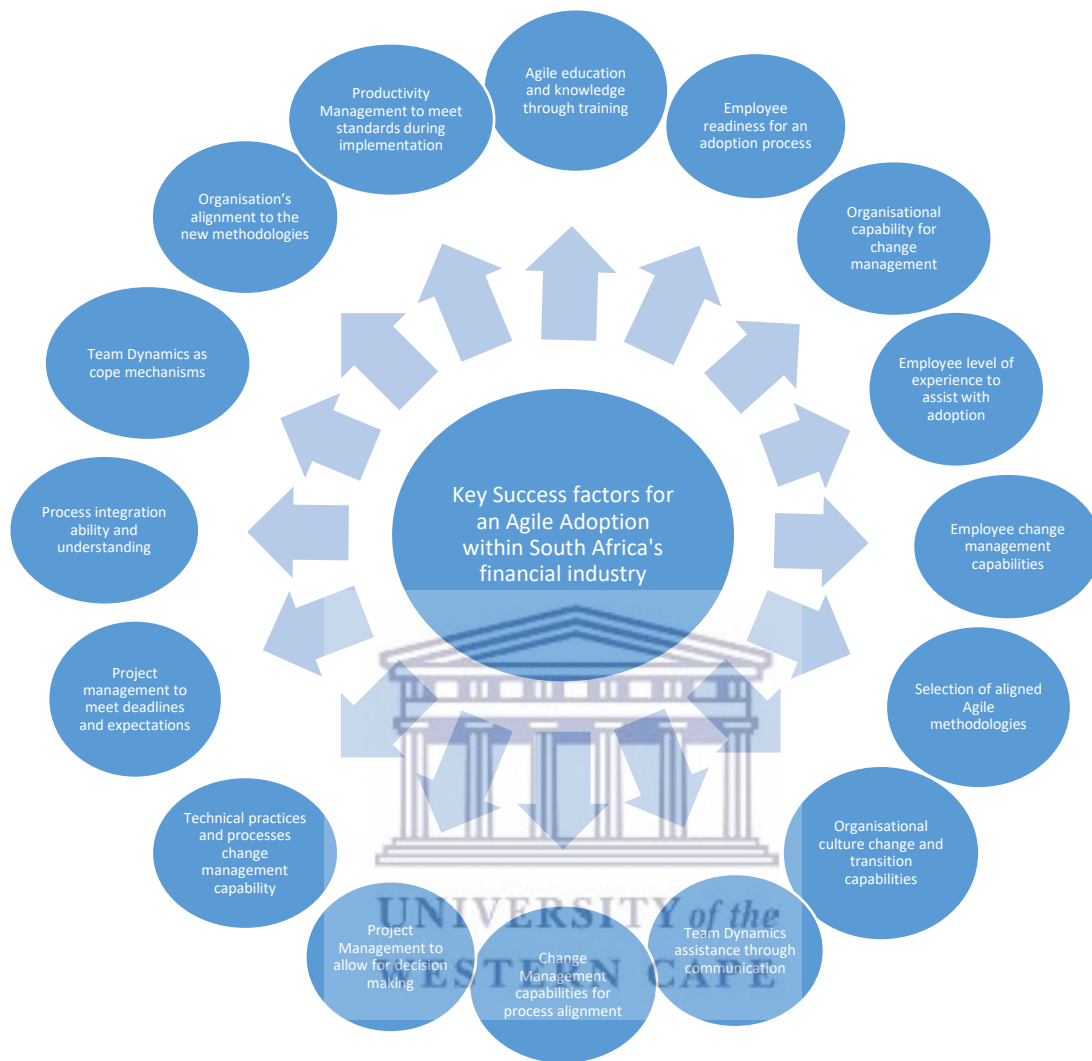 Agile education
and knowledge
through training
Employee
readiness for an
adoption process
Organisational
capability for
change
management
Employee level of
experience to
assist with
adoption
Employee change
management
capabilities
Selection of aligned
Agile
methodologies
Organisational
culture change and
transition
capabilities
Team Dynamics
assistance through
communication
Change
Management
capabilities for
process alignment
Project
Management to
allow for decision
making
Technical practices
and processes
change
management
capability
Project
management to
meet deadlines
and expectations
Process integration
ability and
understanding
Team Dynamics as
cope mechanisms
Organisation’s
alignment to the
new methodologies
Productivity
Management to meet
standards during
implementation
Key Success factors for
an Agile Adoption
within South Africa's
financial industry
UNIVERSITY of the
WESTERN CAPE